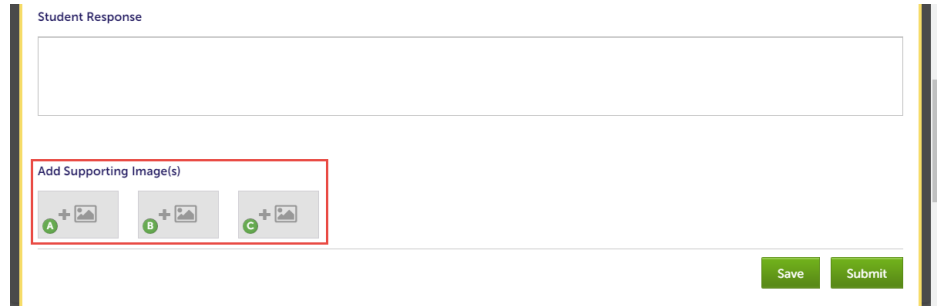 Student Response
Add Supporting Image(s)
A B C
Save Submit